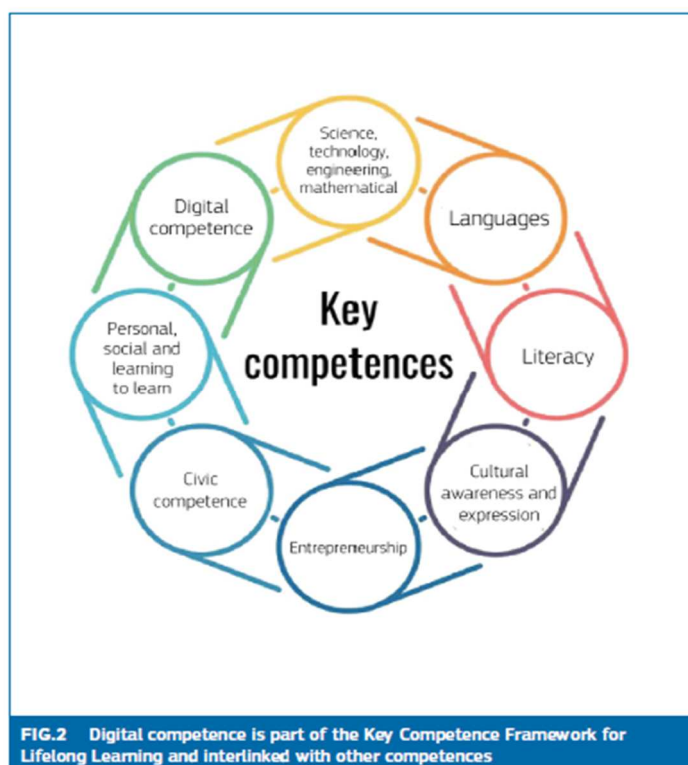 Science,
technology,
engineering,
mathematical
Languages
Literacy
Cultural
awareness and
expression
Entrepreneurship
Civic
competence
Personal,
social and
learning
to learn
Digital
competence
Key
competences
FIG.2 Digital competence is part of the Key Competence Framework for
Lifelong Learning and interlinked with other competences